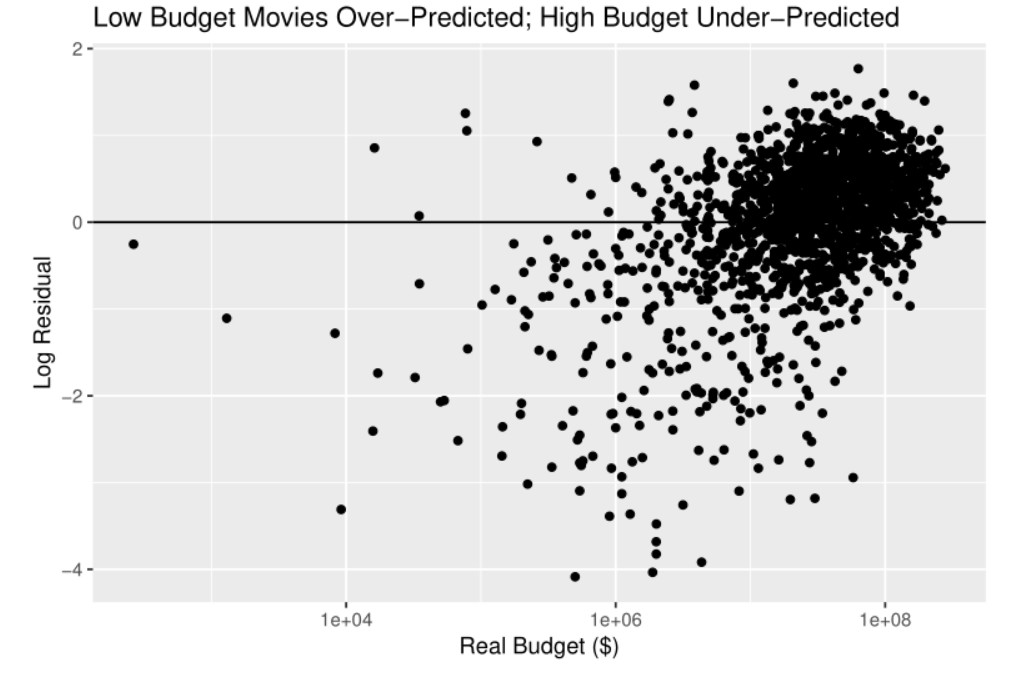 Low Budget Movies Over−Predicted; High Budget Under−Predicted
2
0
−2
−4
Log Residual
1e+04 1e+06 1e+08
Real Budget ($)